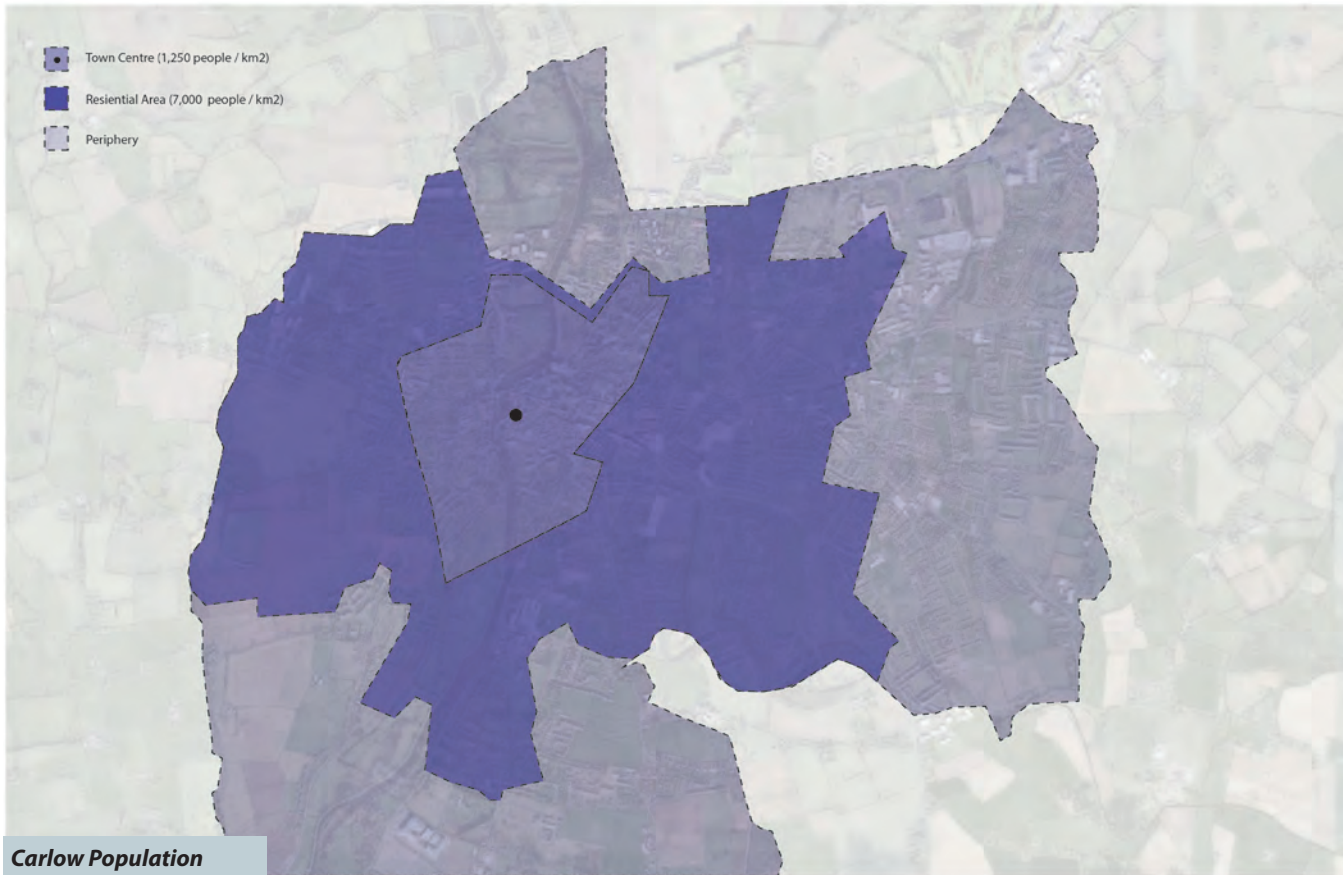 Town Centre (1,250 people / km2)
Resiential Area (7,000 people / km2)
Periphery
Carlow Population